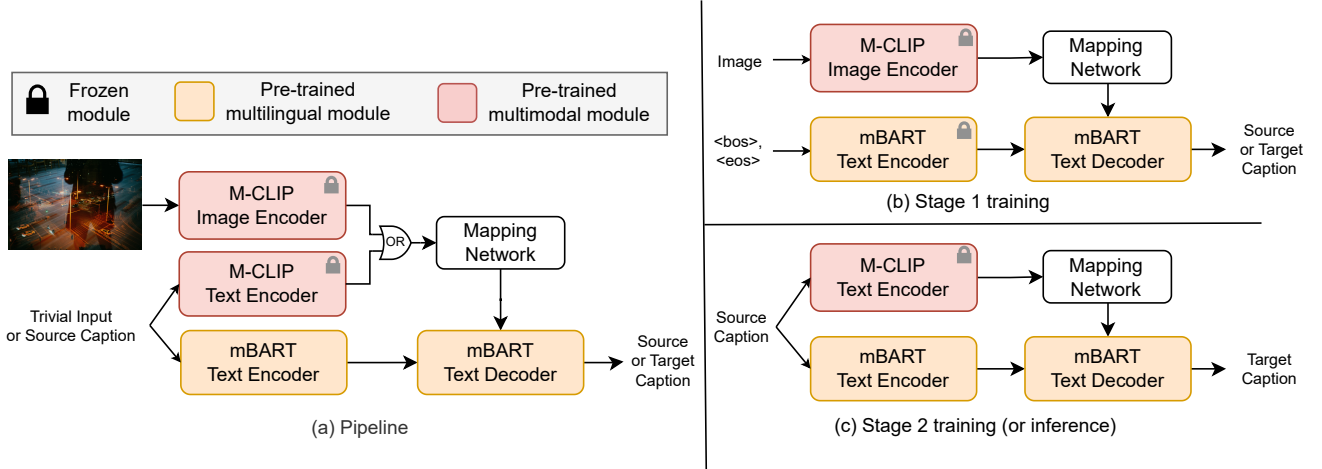 Frozen
module
Pre-trained
multilingual module
Pre-trained
multimodal module
M-CLIP
Image Encoder
OR
Mapping
Network
M-CLIP
Text Encoder
Trivial Input
or Source Caption
mBART
Text Encoder
mBART
Text Decoder
Source
or Target
Caption
(a) Pipeline
Image
M-CLIP
Image Encoder
Mapping
Network
<bos>,
<eos>
mBART
Text Encoder
mBART
Text Decoder
Source
or Target
Caption
(b) Stage 1 training
M-CLIP
Text Encoder
Mapping
Network
Source
Caption
mBART
Text Encoder
mBART
Text Decoder
Target
Caption
(c) Stage 2 training (or inference)